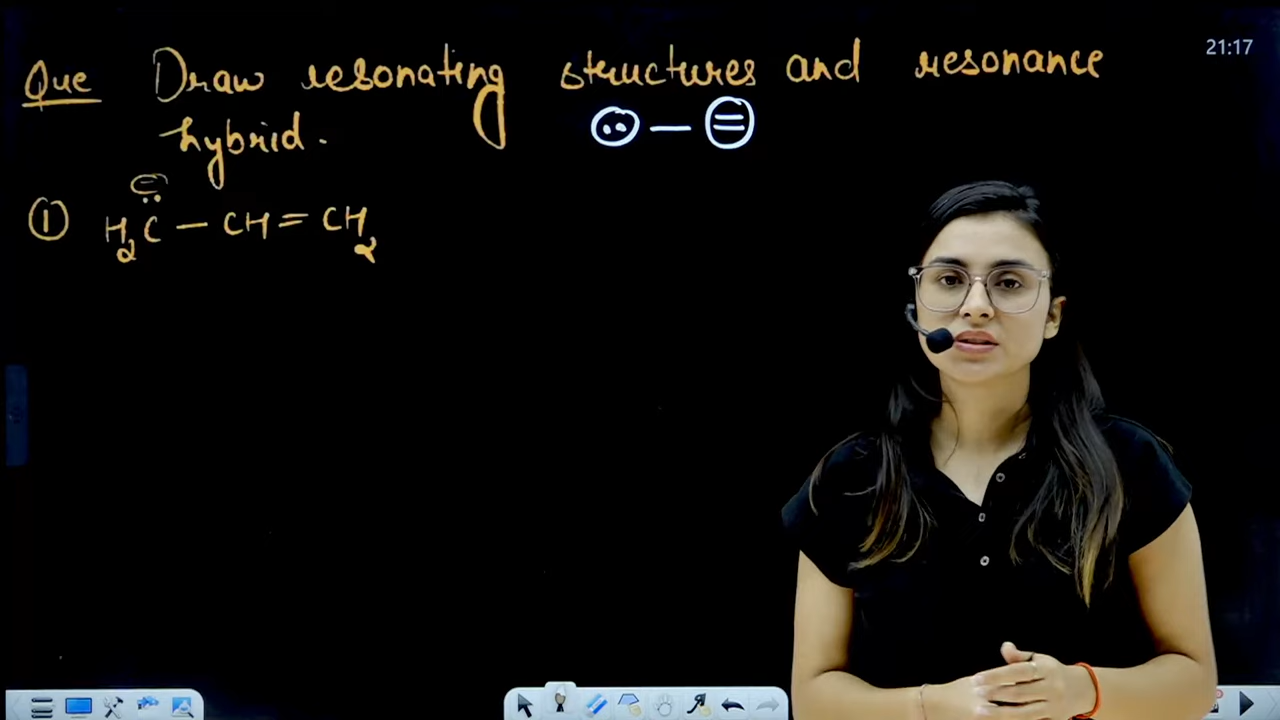 21:17
Que Draw resonating structures and resonance
hybrid.
① H₂C̈⊖ — CH = CH₂